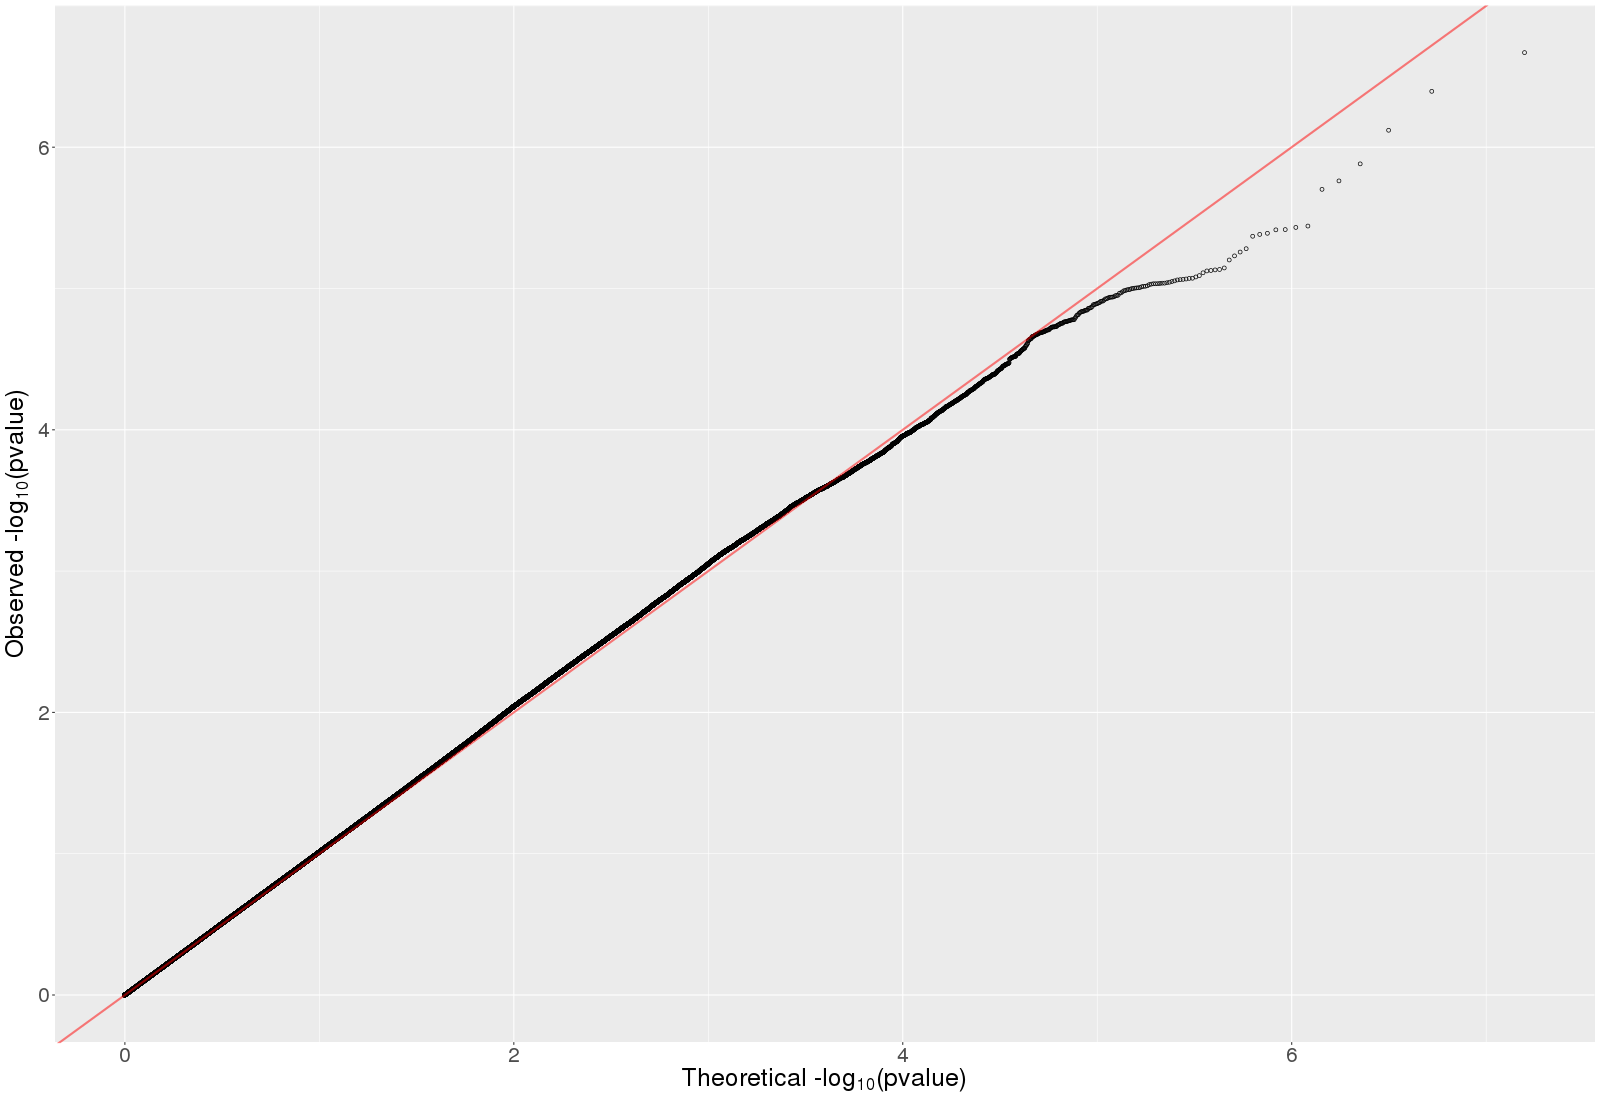 Observed -log₁₀(pvalue)
6
4
2
0
0 2 4 6
Theoretical -log₁₀(pvalue)